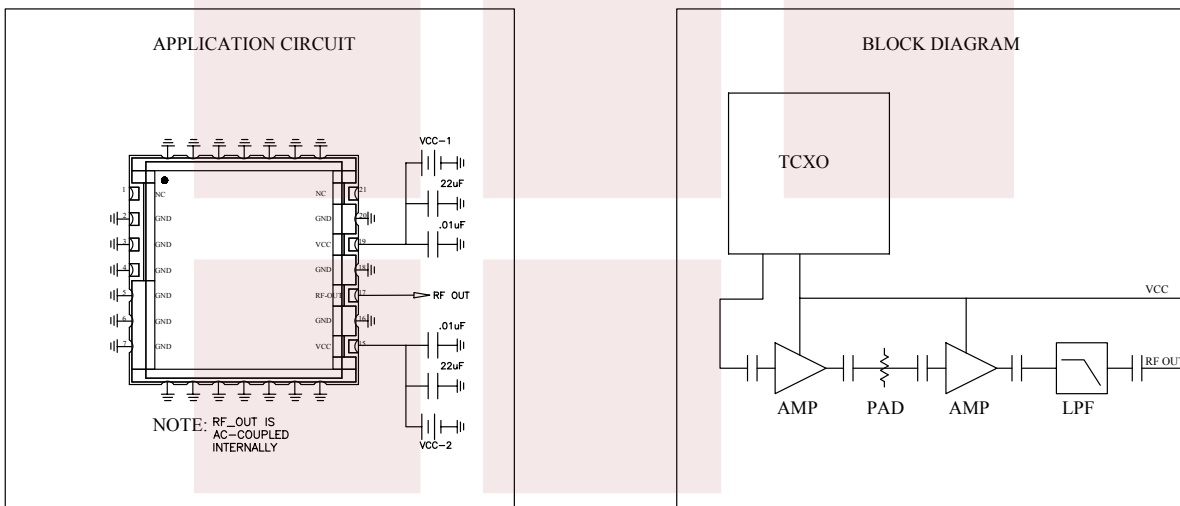 APPLICATION CIRCUIT
VCC-1
22uF
.01uF
1 NC
NC 21
2 GND
GND 20
3 GND
VCC 19
4 GND
GND 18
5 GND
RF-OUT 17
RF OUT
6 GND
GND 16
7 GND
VCC 15
.01uF
22uF
VCC-2
NOTE: RF_OUT IS
AC-COUPLED
INTERNALLY
BLOCK DIAGRAM
TCXO
VCC
RF OUT
AMP
PAD
AMP
LPF